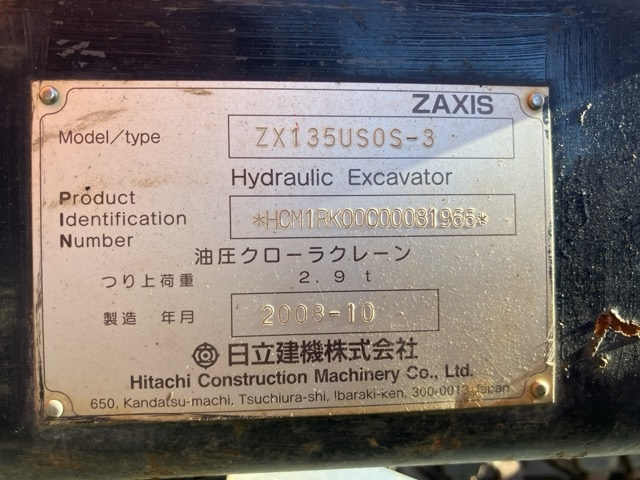 ZAXIS
Model/type ZX135USOS-3
Hydraulic Excavator
Product
Identification *HCM1RK00C00081966*
Number
油圧クローラクレーン
つり上荷重 2.9 t
製造 年月 2008-10
日立建機株式会社
Hitachi Construction Machinery Co., Ltd.
650, Kandatsu-machi, Tsuchiura-shi, Ibaraki-ken, 300-0013 Japan